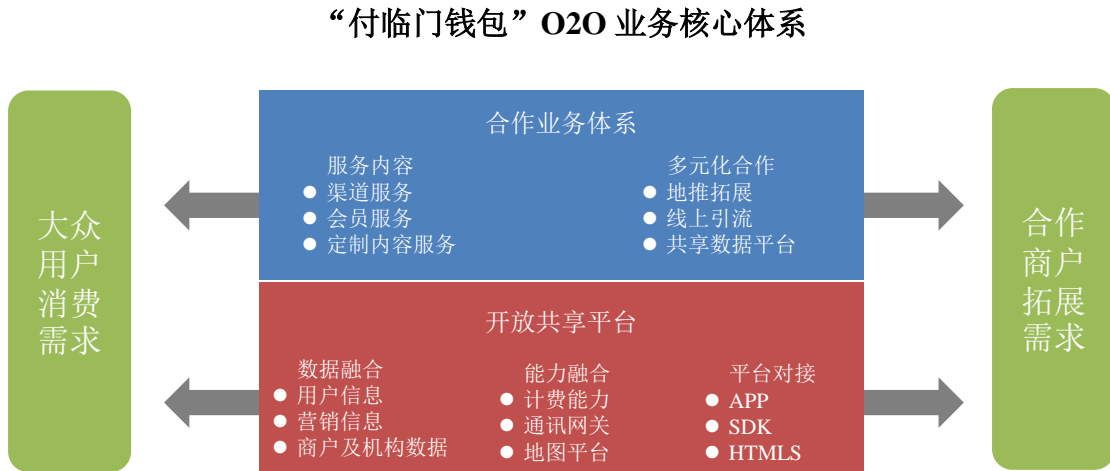 “付临门钱包”O2O 业务核心体系
大众
用户
消费
需求
合作业务体系
服务内容
● 渠道服务
● 会员服务
● 定制内容服务
多元化合作
● 地推拓展
● 线上引流
● 共享数据平台
开放共享平台
数据融合
● 用户信息
● 营销信息
● 商户及机构数据
能力融合
● 计费能力
● 通讯网关
● 地图平台
平台对接
● APP
● SDK
● HTMLS
合作
商户
拓展
需求